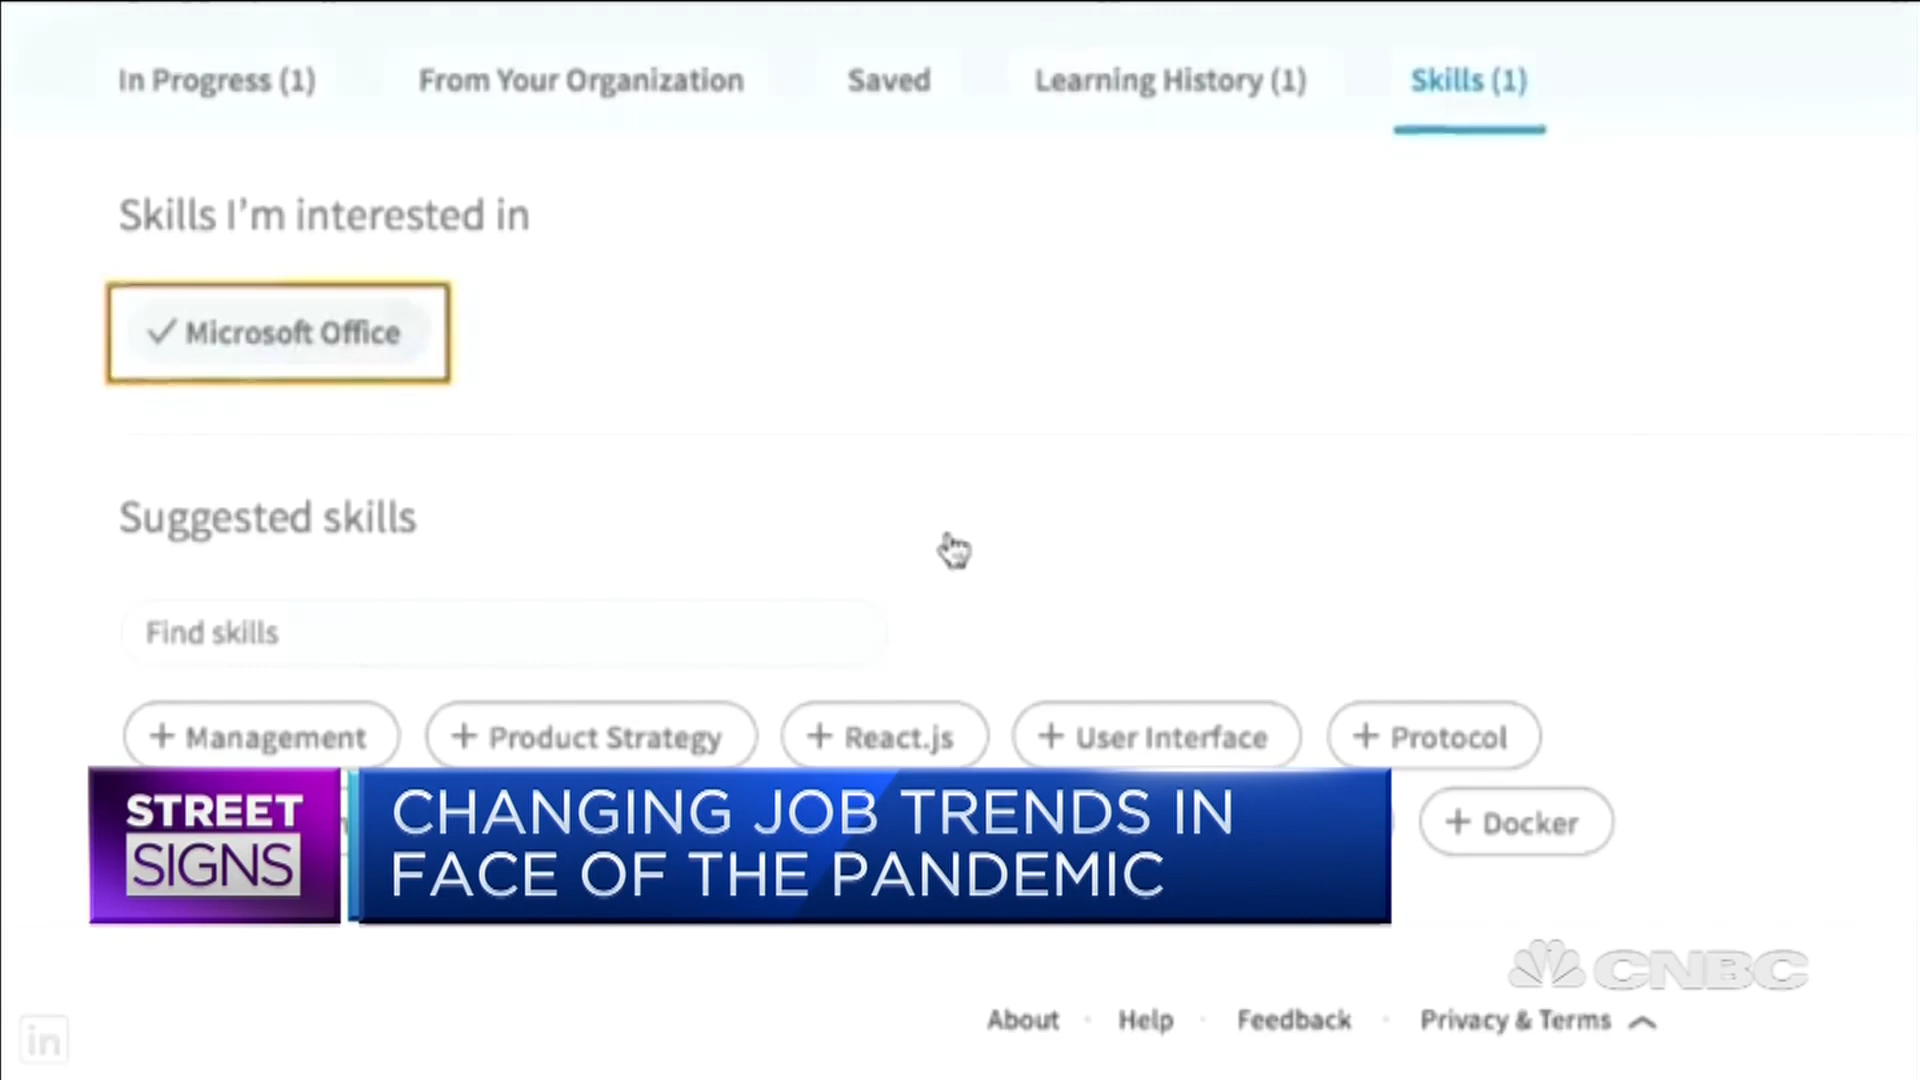 In Progress (1) From Your Organization Saved Learning History (1) Skills (1)
Skills I'm interested in
✓ Microsoft Office
Suggested skills
Find skills
+ Management + Product Strategy + React.js + User Interface + Protocol
+ Docker
STREET
SIGNS
CHANGING JOB TRENDS IN
FACE OF THE PANDEMIC
CNBC
About · Help · Feedback · Privacy & Terms
in